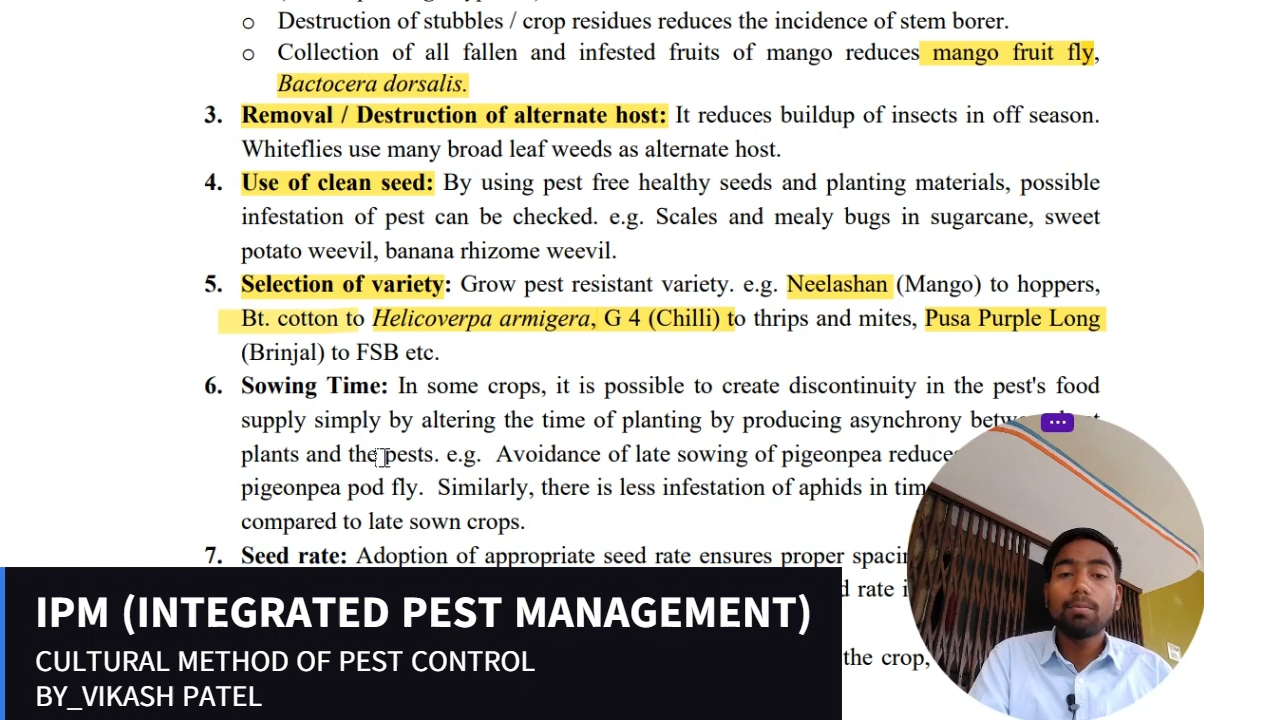 o Destruction of stubbles / crop residues reduces the incidence of stem borer.
o Collection of all fallen and infested fruits of mango reduces mango fruit fly,
Bactocera dorsalis.
3. Removal / Destruction of alternate host: It reduces buildup of insects in off season.
Whiteflies use many broad leaf weeds as alternate host.
4. Use of clean seed: By using pest free healthy seeds and planting materials, possible
infestation of pest can be checked. e.g. Scales and mealy bugs in sugarcane, sweet
potato weevil, banana rhizome weevil.
5. Selection of variety: Grow pest resistant variety. e.g. Neelashan (Mango) to hoppers,
Bt. cotton to Helicoverpa armigera, G 4 (Chilli) to thrips and mites, Pusa Purple Long
(Brinjal) to FSB etc.
6. Sowing Time: In some crops, it is possible to create discontinuity in the pest's food
supply simply by altering the time of planting by producing asynchrony
plants and the pests. e.g. Avoidance of late sowing of pigeonpea
pigeonpea pod fly. Similarly, there is less infestation of aphids in
compared to late sown crops.
7. Seed rate: Adoption of appropriate seed rate ensures proper
rate
the crop,
IPM (INTEGRATED PEST MANAGEMENT)
CULTURAL METHOD OF PEST CONTROL
BY_VIKASH PATEL